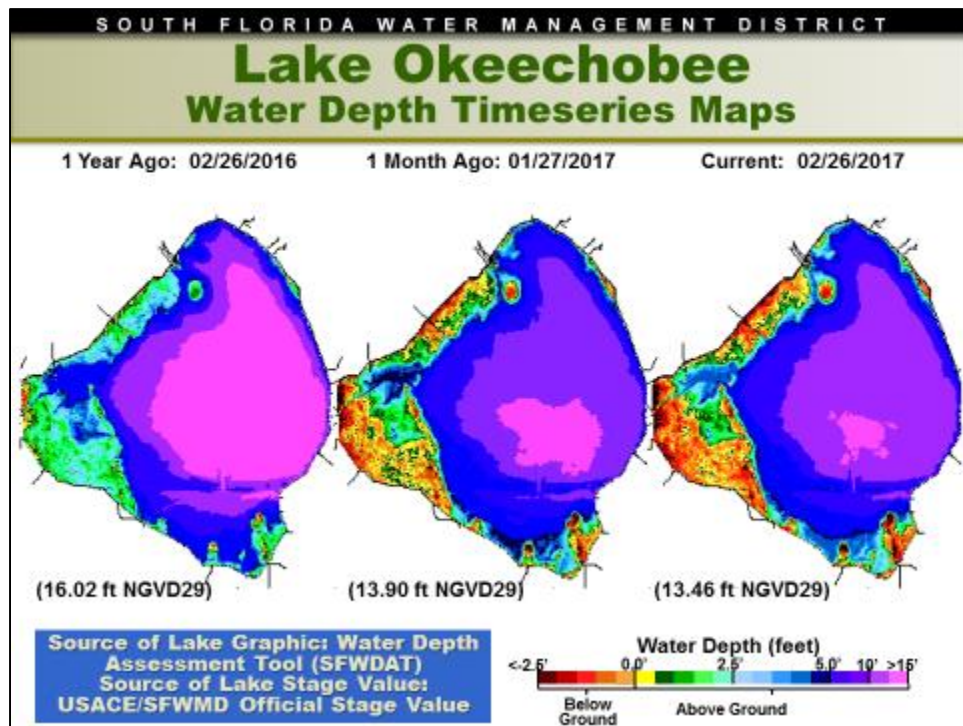 SOUTH FLORIDA WATER MANAGEMENT DISTRICT
Lake Okeechobee
Water Depth Timeseries Maps
1 Year Ago: 02/26/2016
1 Month Ago: 01/27/2017
Current: 02/26/2017
(16.02 ft NGVD29)
(13.90 ft NGVD29)
(13.46 ft NGVD29)
Source of Lake Graphic: Water Depth
Assessment Tool (SFWDAT)
Source of Lake Stage Value:
USACE/SFWMD Official Stage Value
Water Depth (feet)
<-2.5' 0.0' 2.5' 5.0' 10' >15'
Below
Ground
Above Ground